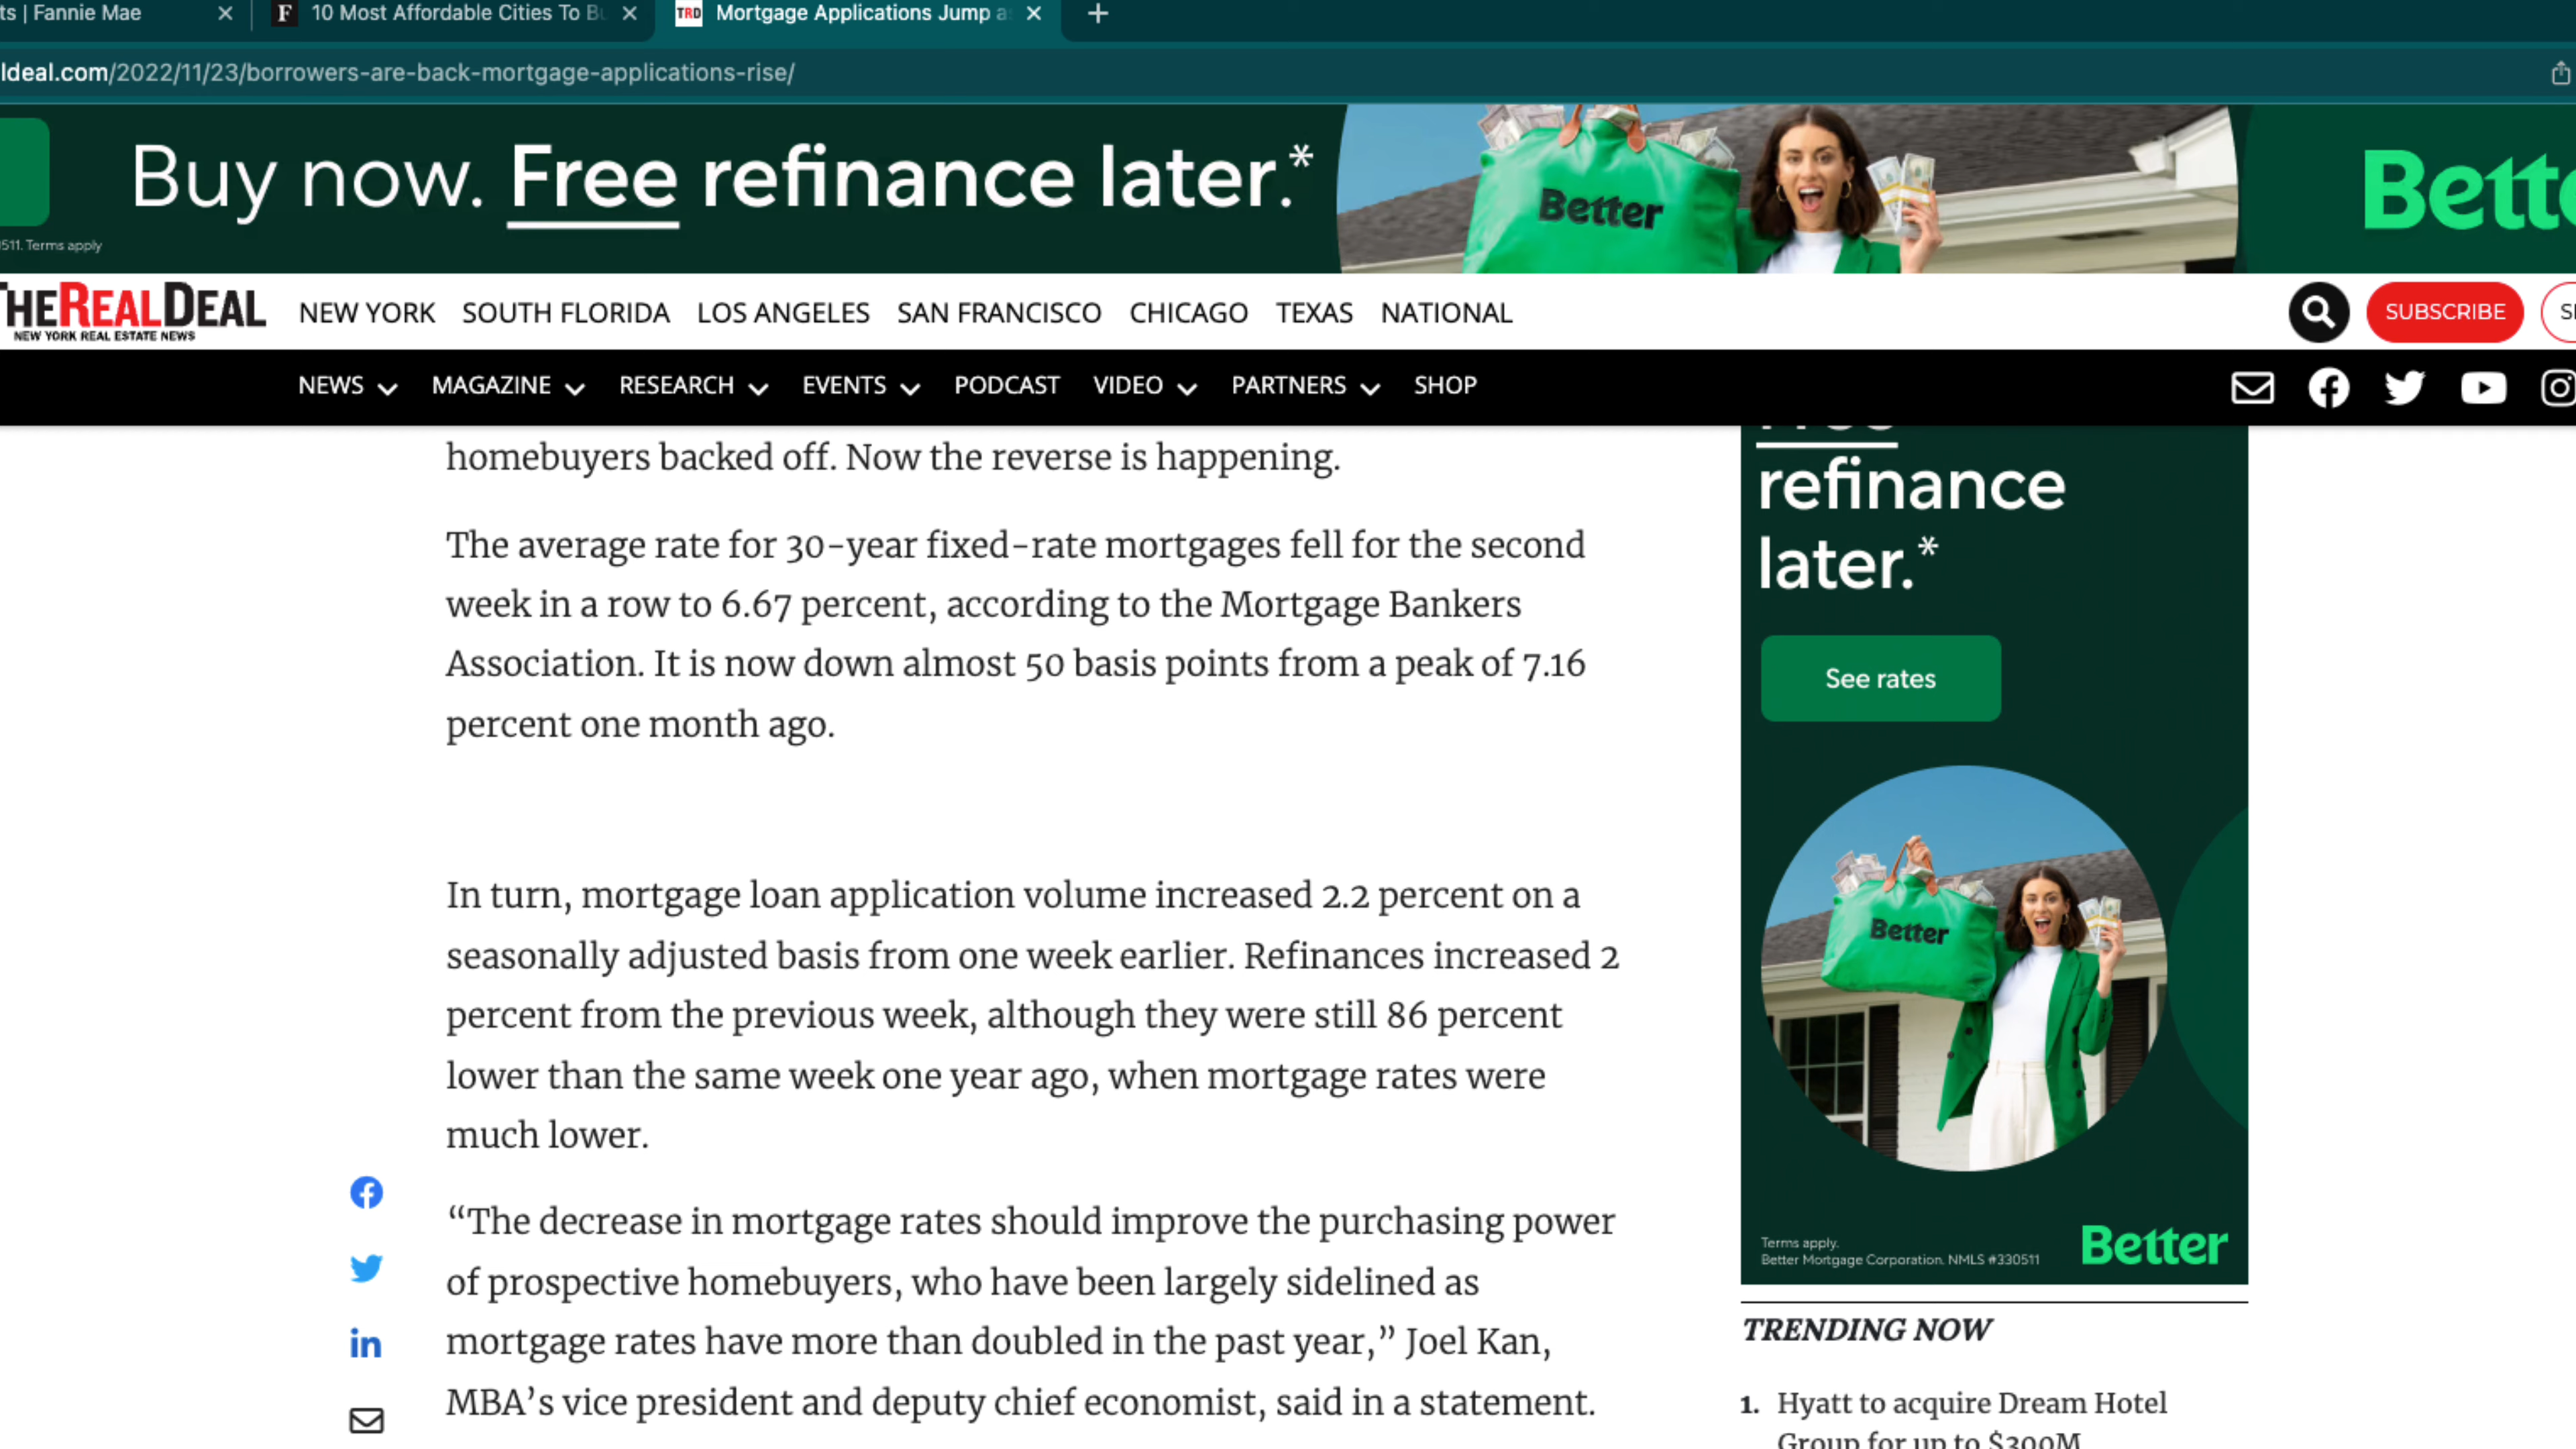 ts | Fannie Mae
F 10 Most Affordable Cities To Bu
TRD Mortgage Applications Jump a
ldeal.com/2022/11/23/borrowers-are-back-mortgage-applications-rise/
Buy now. Free refinance later.*
Better
Bette
511. Terms apply
THEREALDEAL
NEW YORK REAL ESTATE NEWS
NEW YORK SOUTH FLORIDA LOS ANGELES SAN FRANCISCO CHICAGO TEXAS NATIONAL
SUBSCRIBE
NEWS MAGAZINE RESEARCH EVENTS PODCAST VIDEO PARTNERS SHOP
homebuyers backed off. Now the reverse is happening.
The average rate for 30-year fixed-rate mortgages fell for the second
week in a row to 6.67 percent, according to the Mortgage Bankers
Association. It is now down almost 50 basis points from a peak of 7.16
percent one month ago.
In turn, mortgage loan application volume increased 2.2 percent on a
seasonally adjusted basis from one week earlier. Refinances increased 2
percent from the previous week, although they were still 86 percent
lower than the same week one year ago, when mortgage rates were
much lower.
“The decrease in mortgage rates should improve the purchasing power
of prospective homebuyers, who have been largely sidelined as
mortgage rates have more than doubled in the past year,” Joel Kan,
MBA’s vice president and deputy chief economist, said in a statement.
Free
refinance
later.*
See rates
Better
Terms apply.
Better Mortgage Corporation. NMLS #330511
Better
TRENDING NOW
1. Hyatt to acquire Dream Hotel
Group for up to $300M